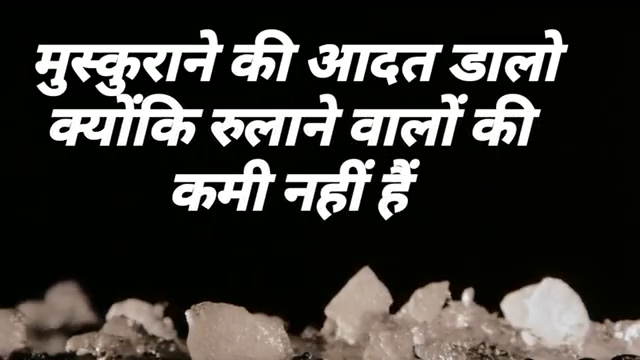 मुस्कुराने की आदत डालो
क्योंकि रुलाने वालों की
कमी नहीं हैं